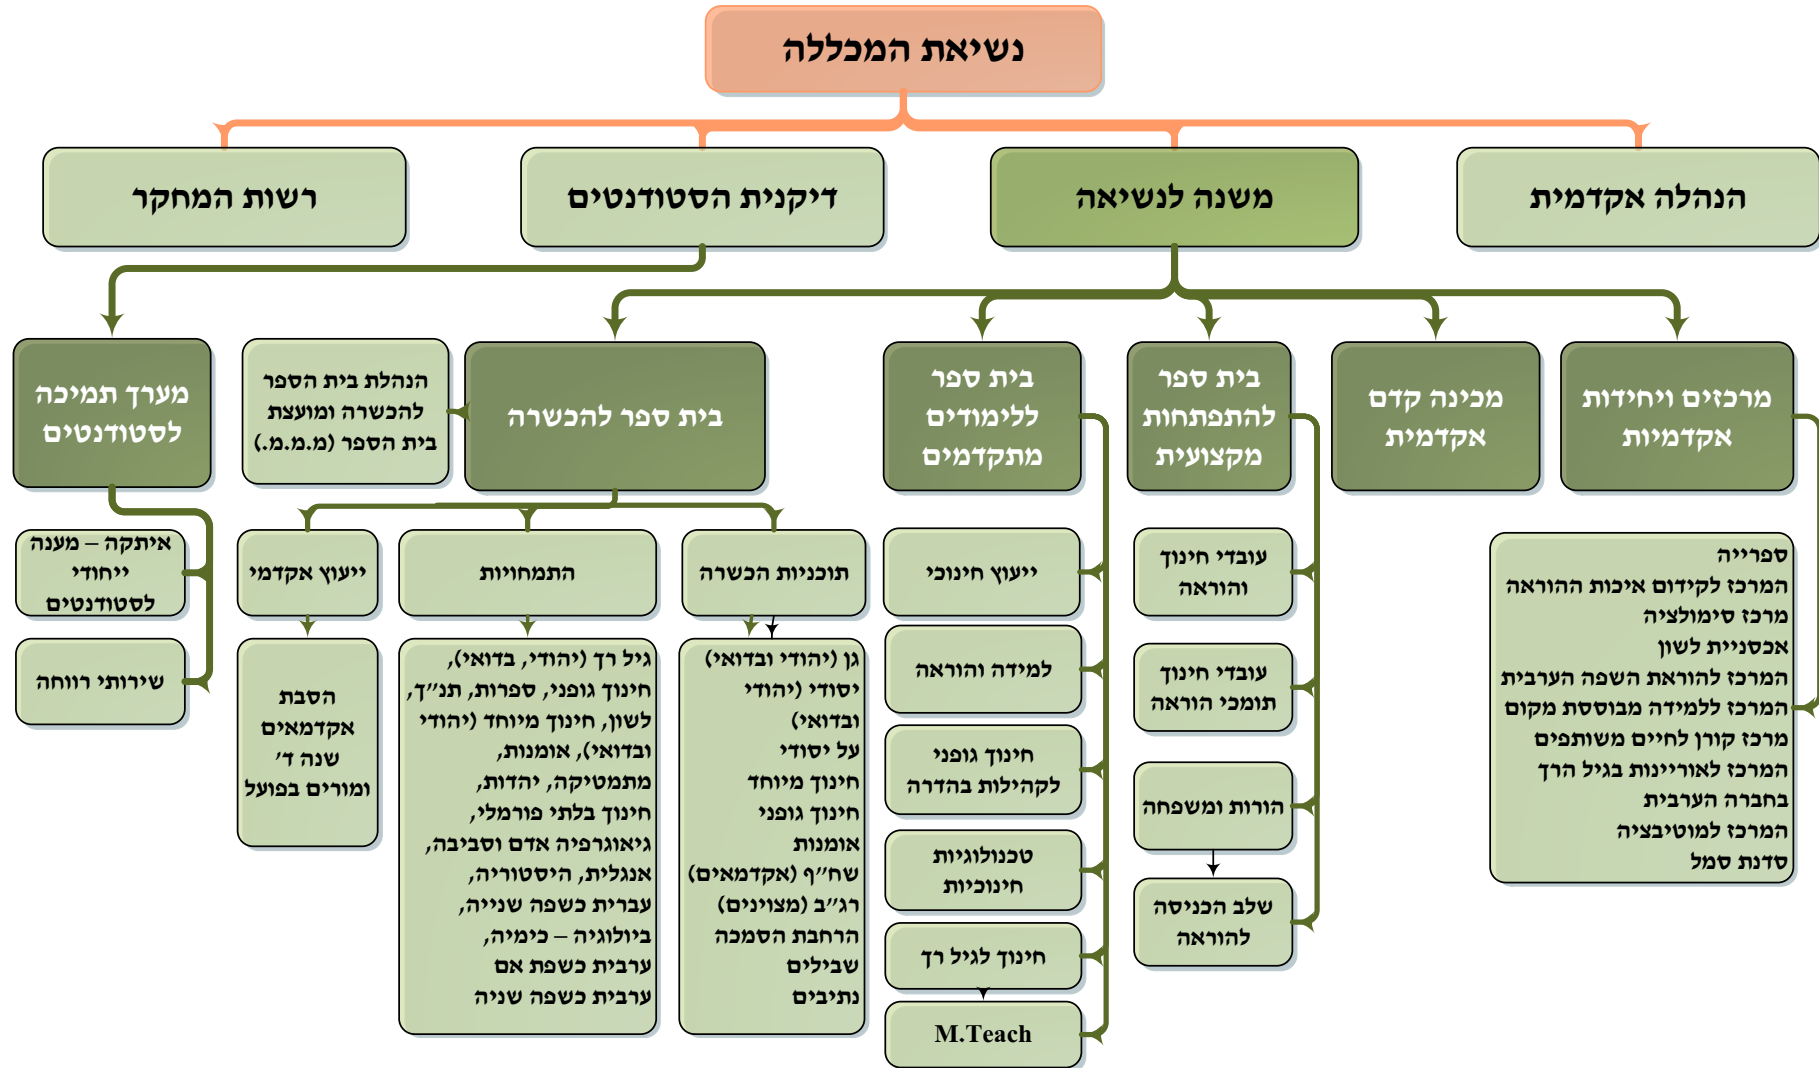 נשיאת המכללה
הנהלה אקדמית
משנה לנשיאה
דיקנית הסטודנטים
רשות המחקר
מרכזים ויחידות
אקדמיות
מכינה קדם
אקדמית
בית ספר
להתפתחות
מקצועית
בית ספר
ללימודים
מתקדמים
בית ספר להכשרה
הנהלת בית הספר
להכשרה ומועצת
בית הספר (מ.מ.מ.)
מערך תמיכה
לסטודנטים
ספרייה
המרכז לקידום איכות ההוראה
מרכז סימולציה
אכסניית לשון
המרכז להוראת השפה הערבית
המרכז ללמידה מבוססת מקום
מרכז קורן לחיים משותפים
המרכז לאוריינות בגיל הרך
בחברה הערבית
המרכז למוטיבציה
סדנת סמל
עובדי חינוך
והוראה
עובדי חינוך
תומכי הוראה
הורות ומשפחה
שלב הכניסה
להוראה
ייעוץ חינוכי
למידה והוראה
חינוך גופני
לקהילות בהדרה
טכנולוגיות
חינוכיות
חינוך לגיל רך
M.Teach
תוכניות הכשרה
גן (יהודי ובדואי)
יסודי (יהודי
ובדואי)
על יסודי
חינוך מיוחד
חינוך גופני
אומנות
שח״ף (אקדמאים)
רג״ב (מצוינים)
הרחבת הסמכה
שבילים
נתיבים
התמחויות
גיל רך (יהודי, בדואי),
חינוך גופני, ספרות, תנ״ך,
לשון, חינוך מיוחד (יהודי
ובדואי), אומנות,
מתמטיקה, יהדות,
חינוך בלתי פורמלי,
גיאוגרפיה אדם וסביבה,
אנגלית, היסטוריה,
עברית כשפה שנייה,
ביולוגיה – כימיה,
ערבית כשפת אם
ערבית כשפה שניה
ייעוץ אקדמי
הסבת
אקדמאים
שנה ד׳
ומורים בפועל
איתקה – מענה
ייחודי
לסטודנטים
שירותי רווחה